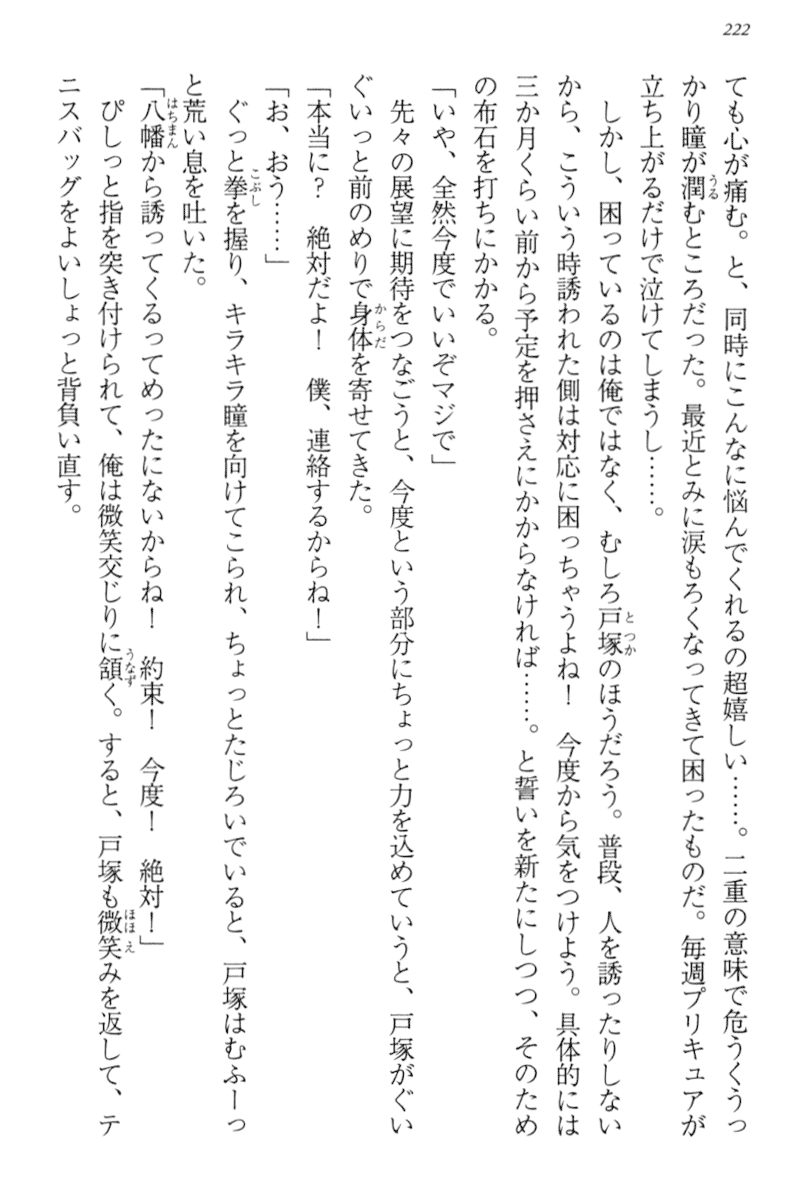 222
ても心が痛む。と、同時にこんなに悩んでくれるの超嬉しい……。二重の意味で危うくうっ
かり瞳が潤むところだった。最近とみに涙もろくなってきて困ったものだ。毎週プリキュアが
立ち上がるだけで泣けてしまうし……。
　しかし、困っているのは俺ではなく、むしろ戸塚のほうだろう。普段、人を誘ったりしない
から、こういう時誘われた側は対応に困っちゃうよね！　今度から気をつけよう。具体的には
三か月くらい前から予定を押さえにかからなければ……。と誓いを新たにしつつ、そのため
の布石を打ちにかかる。
「いや、全然今度でいいぞマジで」
　先々の展望に期待をつなごうと、今度という部分にちょっと力を込めていうと、戸塚がぐい
ぐいっと前のめりで身体を寄せてきた。
「本当に？　絶対だよ！　僕、連絡するからね！」
「お、おう……」
　ぐっと拳を握り、キラキラ瞳を向けてこられ、ちょっとたじろいでいると、戸塚はむふーっ
と荒い息を吐いた。
「八幡から誘ってくるってめったにないからね！　約束！　今度！　絶対！」
　ぴしっと指を突き付けられて、俺は微笑交じりに頷く。すると、戸塚も微笑みを返して、テ
ニスバッグをよいしょっと背負い直す。